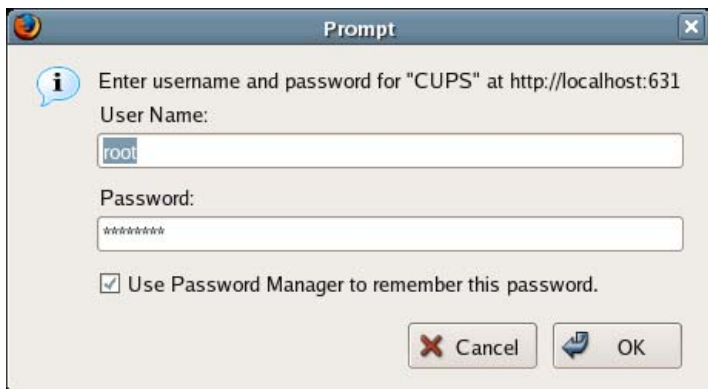 Prompt
Enter username and password for "CUPS" at http://localhost:631
User Name:
root
Password:
********
Use Password Manager to remember this password.
Cancel
OK